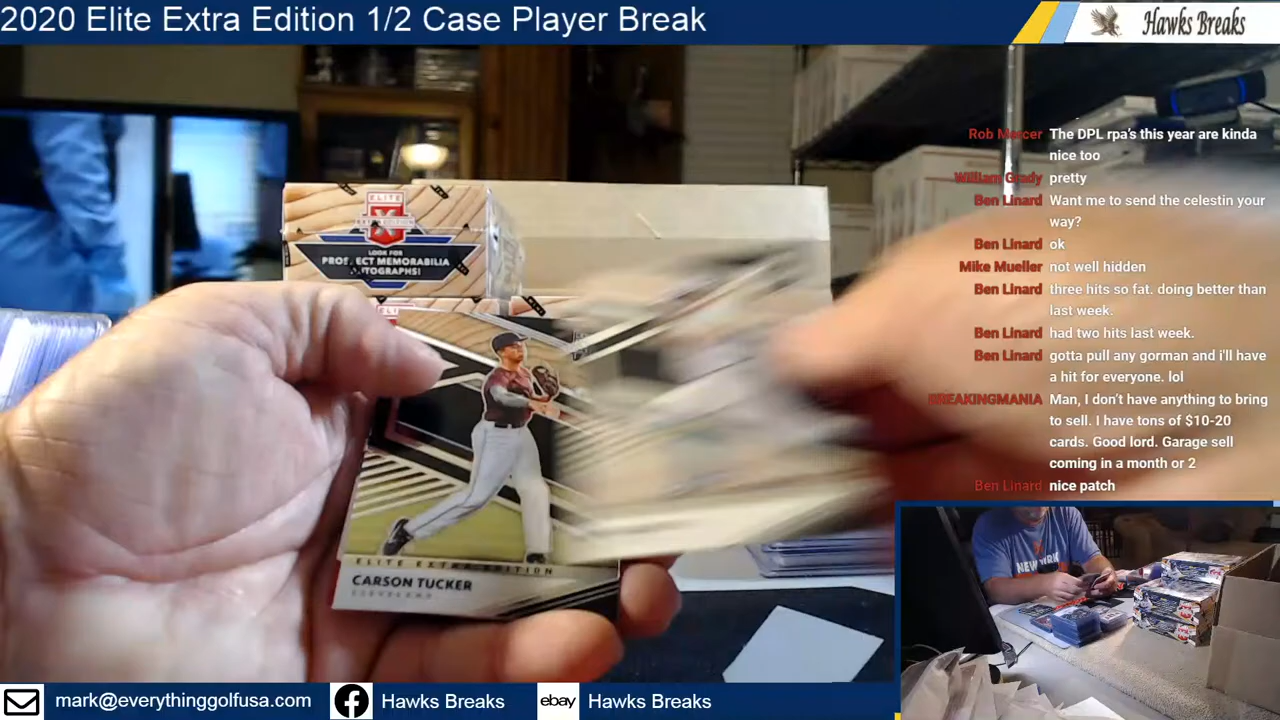 2020 Elite Extra Edition 1/2 Case Player Break
Hawks Breaks
Rob Mercer The DPL rpa's this year are kinda
nice too
William Grady pretty
Ben Linard Want me to send the celestin your
way?
Ben Linard ok
Mike Mueller not well hidden
Ben Linard three hits so fat. doing better than
last week.
Ben Linard had two hits last week.
Ben Linard gotta pull any gorman and i'll have
a hit for everyone. lol
BREAKINGMANIA Man, I don't have anything to bring
to sell. I have tons of $10-20
cards. Good lord. Garage sell
coming in a month or 2
Ben Linard nice patch
ELITE
EXTRA EDITION
LOOK FOR
PROSPECT MEMORABILIA
AUTOGRAPHS!
ELITE EXTRA EDITION
CARSON TUCKER
CLEVELAND
NEW YORK
mark@everythinggolfusa.com
Hawks Breaks
ebay
Hawks Breaks